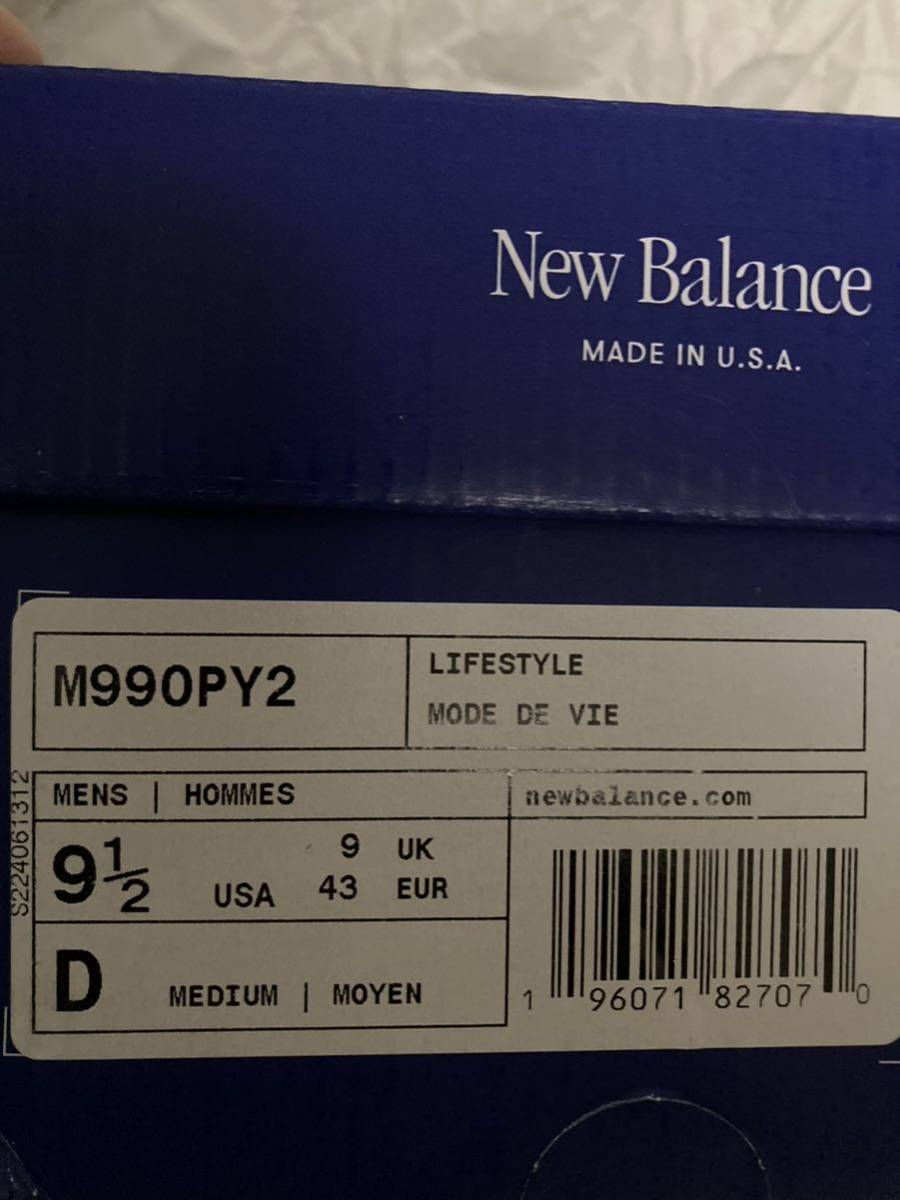 New Balance
MADE IN U.S.A.
M990PY2
LIFESTYLE
MODE DE VIE
MENS | HOMMES
newbalance.com
9½ USA
9 UK
43 EUR
D
MEDIUM | MOYEN
S224061312
1 96071 82707 0